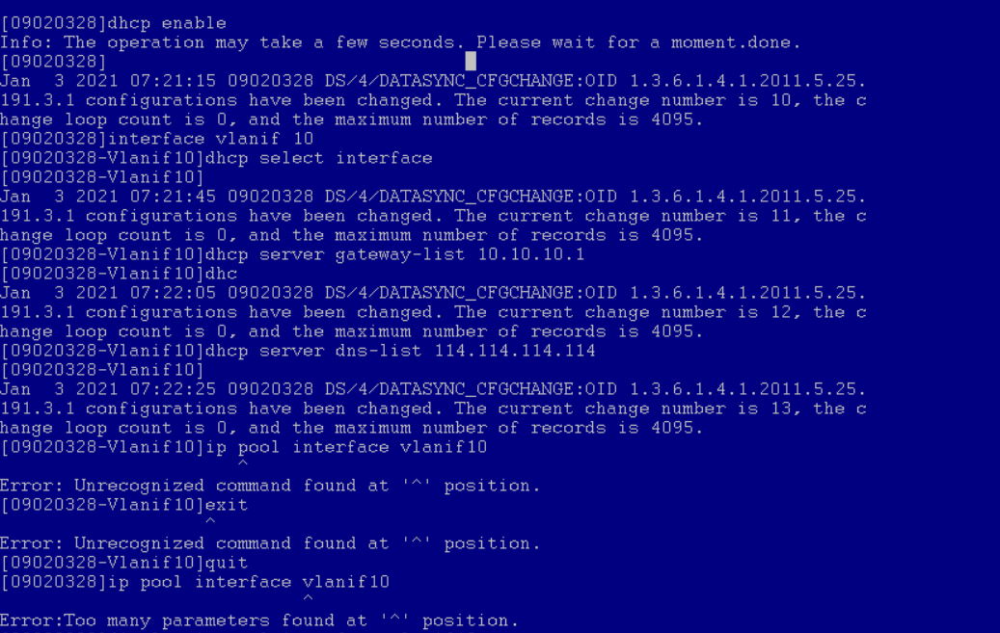 [09020328]dhcp enable
Info: The operation may take a few seconds. Please wait for a moment.done.
[09020328]
Jan  3 2021 07:21:15 09020328 DS/4/DATASYNC_CFGCHANGE:OID 1.3.6.1.4.1.2011.5.25.
191.3.1 configurations have been changed. The current change number is 10, the c
hange loop count is 0, and the maximum number of records is 4095.
[09020328]interface vlanif 10
[09020328-Vlanif10]dhcp select interface
[09020328-Vlanif10]
Jan  3 2021 07:21:45 09020328 DS/4/DATASYNC_CFGCHANGE:OID 1.3.6.1.4.1.2011.5.25.
191.3.1 configurations have been changed. The current change number is 11, the c
hange loop count is 0, and the maximum number of records is 4095.
[09020328-Vlanif10]dhcp server gateway-list 10.10.10.1
[09020328-Vlanif10]dhc
Jan  3 2021 07:22:05 09020328 DS/4/DATASYNC_CFGCHANGE:OID 1.3.6.1.4.1.2011.5.25.
191.3.1 configurations have been changed. The current change number is 12, the c
hange loop count is 0, and the maximum number of records is 4095.
[09020328-Vlanif10]dhcp server dns-list 114.114.114.114
[09020328-Vlanif10]
Jan  3 2021 07:22:25 09020328 DS/4/DATASYNC_CFGCHANGE:OID 1.3.6.1.4.1.2011.5.25.
191.3.1 configurations have been changed. The current change number is 13, the c
hange loop count is 0, and the maximum number of records is 4095.
[09020328-Vlanif10]ip pool interface vlanif10
^
Error: Unrecognized command found at '^' position.
[09020328-Vlanif10]exit
^
Error: Unrecognized command found at '^' position.
[09020328-Vlanif10]quit
[09020328]ip pool interface vlanif10
^
Error:Too many parameters found at '^' position.